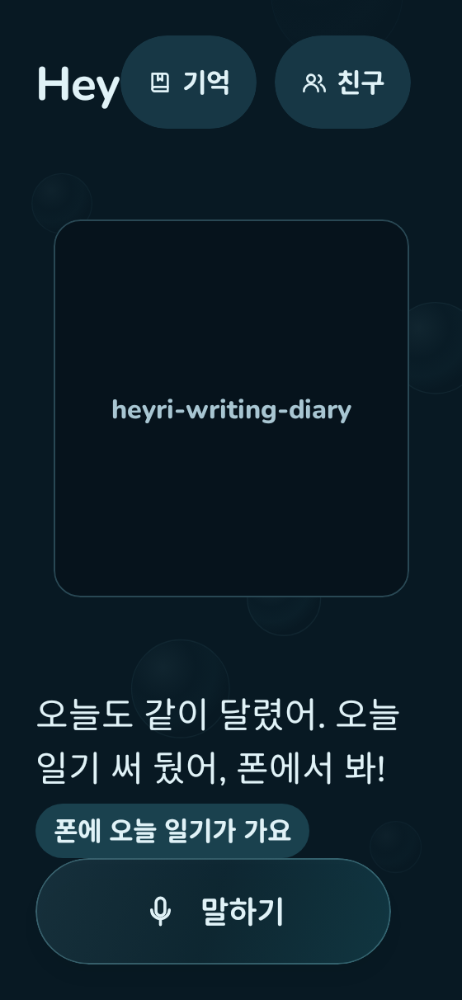 Hey
기억
친구
heyri-writing-diary
오늘도 같이 달렸어. 오늘
일기 써 뒀어, 폰에서 봐!
폰에 오늘 일기가 가요
말하기